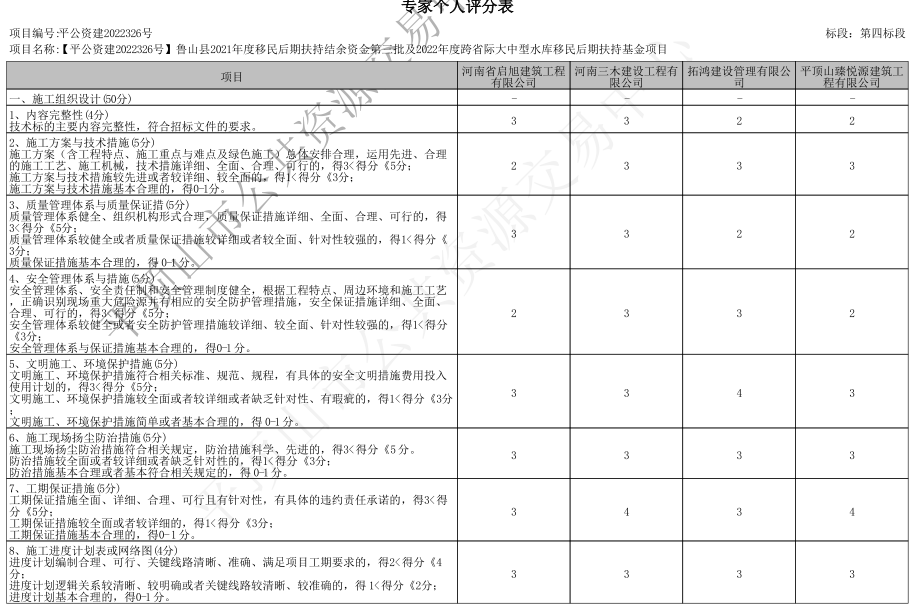 专家个人评分表
项目编号:平公资建2022326号 标段: 第四标段
项目名称:【平公资建2022326号】鲁山县2021年度移民后期扶持结余资金第三批及2022年度跨省际大中型水库移民后期扶持基金项目
项目 河南省启旭建筑工程有限公司 河南三木建设工程有限公司 拓鸿建设管理有限公司 平顶山臻悦源建筑工程有限公司
一、施工组织设计(50分) - - - -
1、内容完整性(4分)
技术标的主要内容完整性, 符合招标文件的要求。 3 3 2 2
2、施工方案与技术措施(5分)
施工方案 (含工程特点、施工重点与难点及绿色施工) 总体安排合理, 运用先进、合理
的施工工艺、施工机械, 技术措施详细、全面、合理、可行的, 得3<得分《5分;
施工方案与技术措施较先进或者较详细、较全面的, 得1<得分《3分;
施工方案与技术措施基本合理的, 得0-1分。 2 3 3 3
3、质量管理体系与质量保证措(5分)
质量管理体系健全、组织机构形式合理, 质量保证措施详细、全面、合理、可行的, 得
3<得分《5分;
质量管理体系较健全或者质量保证措施较详细或者较全面、针对性较强的, 得1<得分《
3分;
质量保证措施基本合理的, 得 0-1 分。 3 3 2 2
4、安全管理体系与措施(5分)
安全管理体系、安全责任制和安全管理制度健全, 根据工程特点、周边环境和施工工艺
, 正确识别现场重大危险源并有相应的安全防护管理措施, 安全保证措施详细、全面、
合理、可行的, 得3<得分《5分;
安全管理体系较健全或者安全防护管理措施较详细、较全面、针对性较强的, 得1<得分
《3分;
安全管理体系与保证措施基本合理的, 得0-1 分。 2 3 3 2
5、文明施工、环境保护措施(5分)
文明施工、环境保护措施符合相关标准、规范、规程, 有具体的安全文明措施费用投入
使用计划的, 得3<得分《5分;
文明施工、环境保护措施较全面或者较详细或者缺乏针对性、有瑕疵的, 得1<得分《3分
;
文明施工、环境保护措施简单或者基本合理的, 得 0-1 分。 3 3 4 3
6、施工现场扬尘防治措施(5分)
施工现场扬尘防治措施符合相关规定, 防治措施科学、先进的, 得3<得分《5 分。
防治措施较全面或者较详细或者缺乏针对性的, 得1<得分《3分;
防治措施基本合理或者基本符合相关规定的, 得 0-1 分。 3 3 3 3
7、工期保证措施(5分)
工期保证措施全面、详细、合理、可行且有针对性, 有具体的违约责任承诺的, 得3<得
分《5分;
工期保证措施较全面或者较详细的, 得1<得分《3分;
工期保证措施基本合理的, 得0-1 分。 3 4 3 4
8、施工进度计划表或网络图(4分)
进度计划编制合理、可行、关键线路清晰、准确、满足项目工期要求的, 得2<得分《4
分;
进度计划逻辑关系较清晰、较明确或者关键线路较清晰、较准确的, 得 1<得分《2分;
进度计划基本合理的, 得0-1 分。 3 3 3 3
平顶山市公共资源交易中心
平顶山市公共资源交易中心